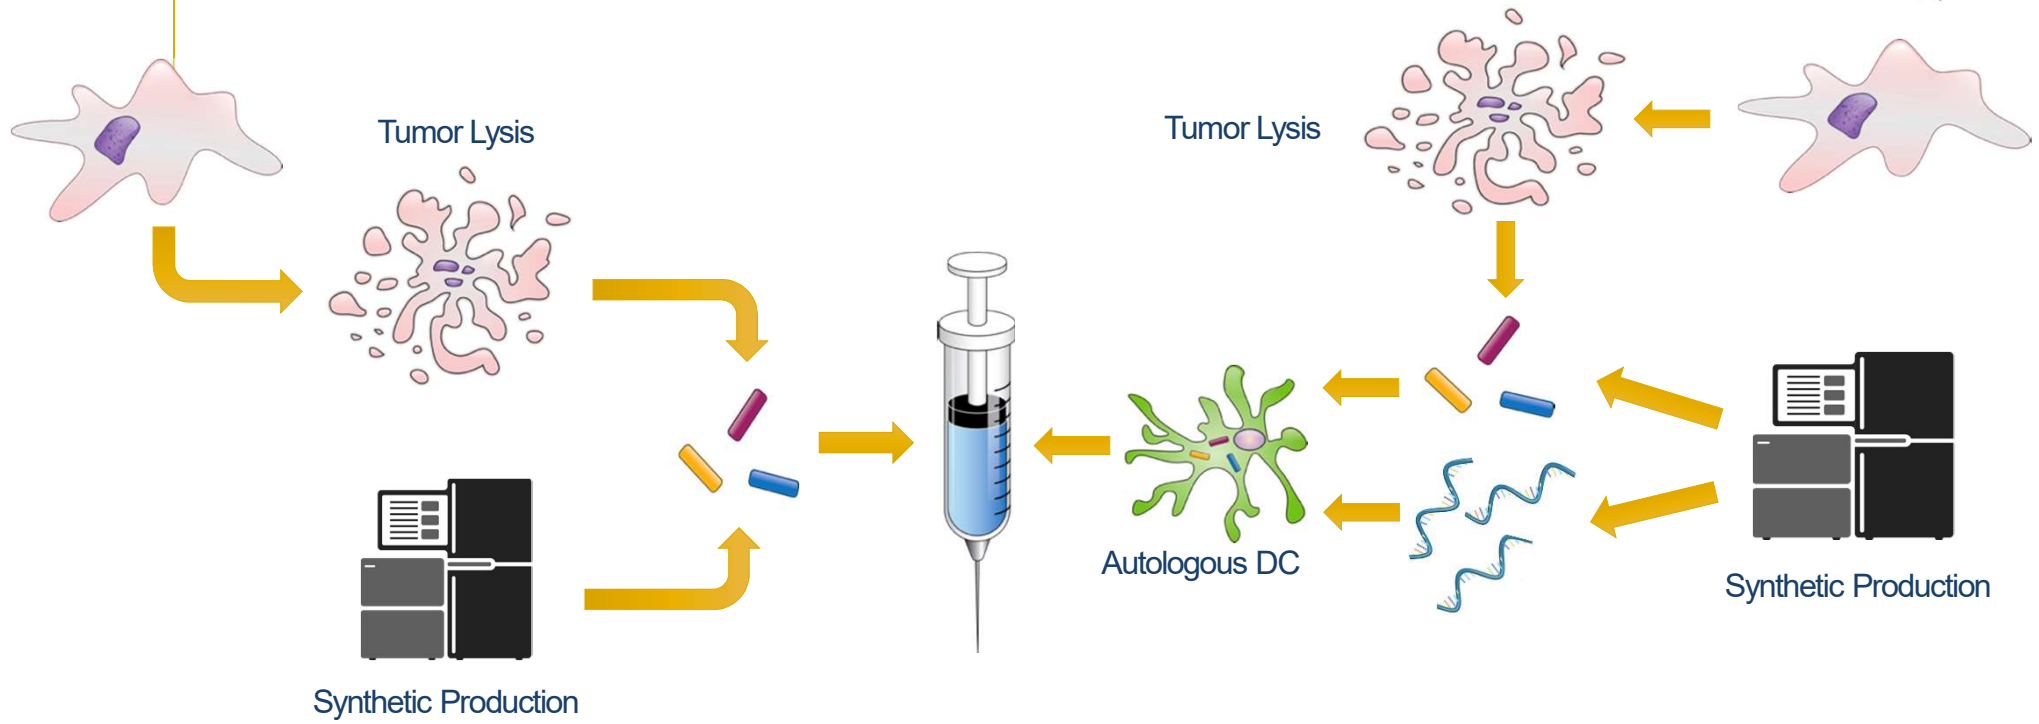 Tumor Lysis
Tumor Lysis
Autologous DC
Synthetic Production
Synthetic Production